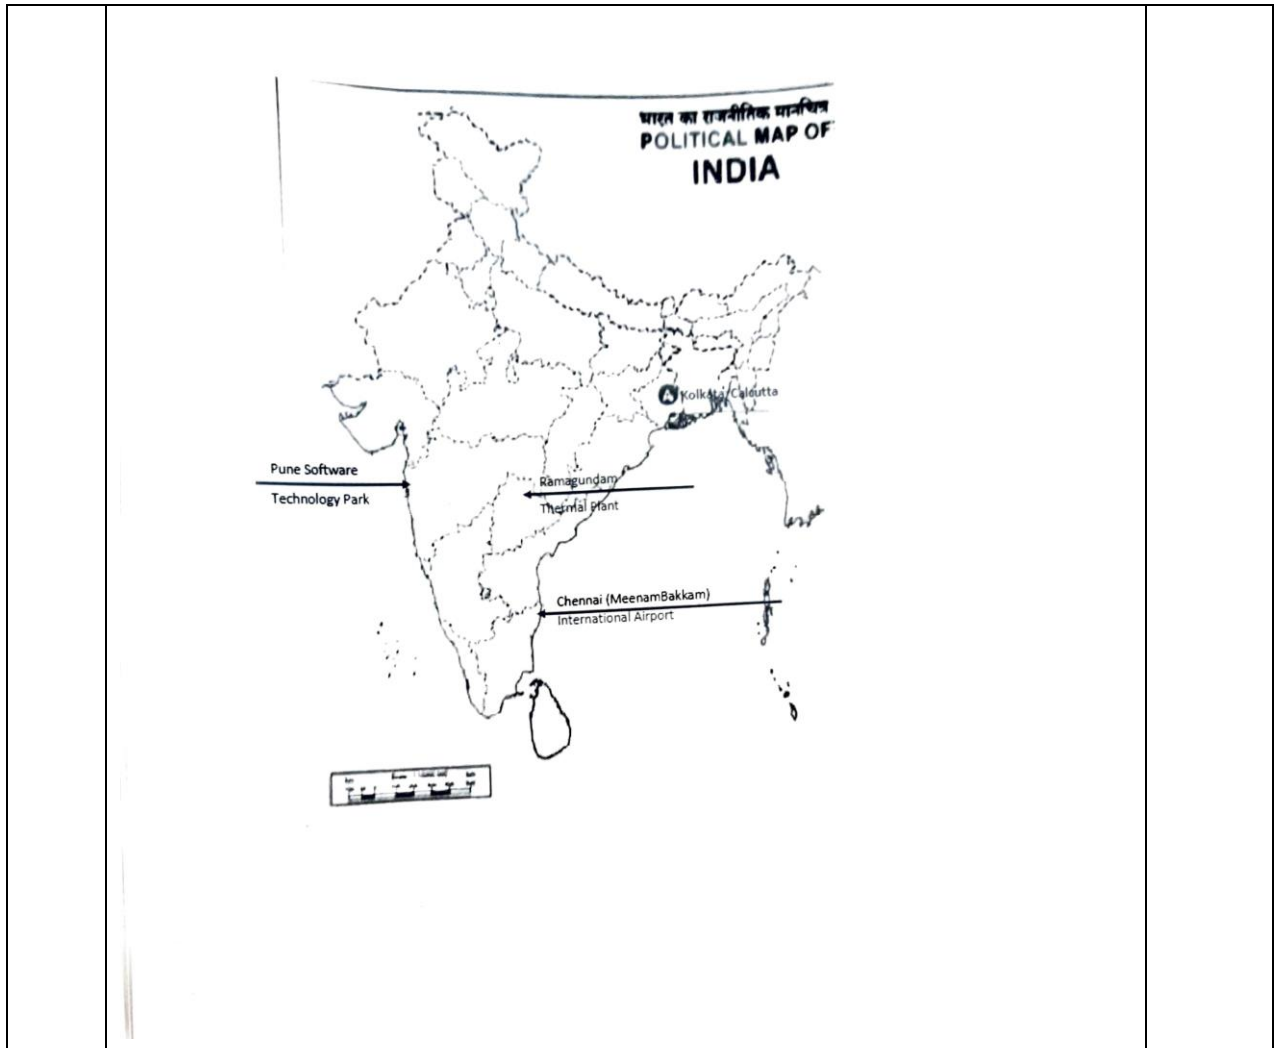 भारत का राजनीतिक मानचित्र
POLITICAL MAP OF
INDIA
A Kolkata/Calcutta
Pune Software
Technology Park
Ramagundam
Thermal Plant
Chennai (MeenamBakkam)
International Airport